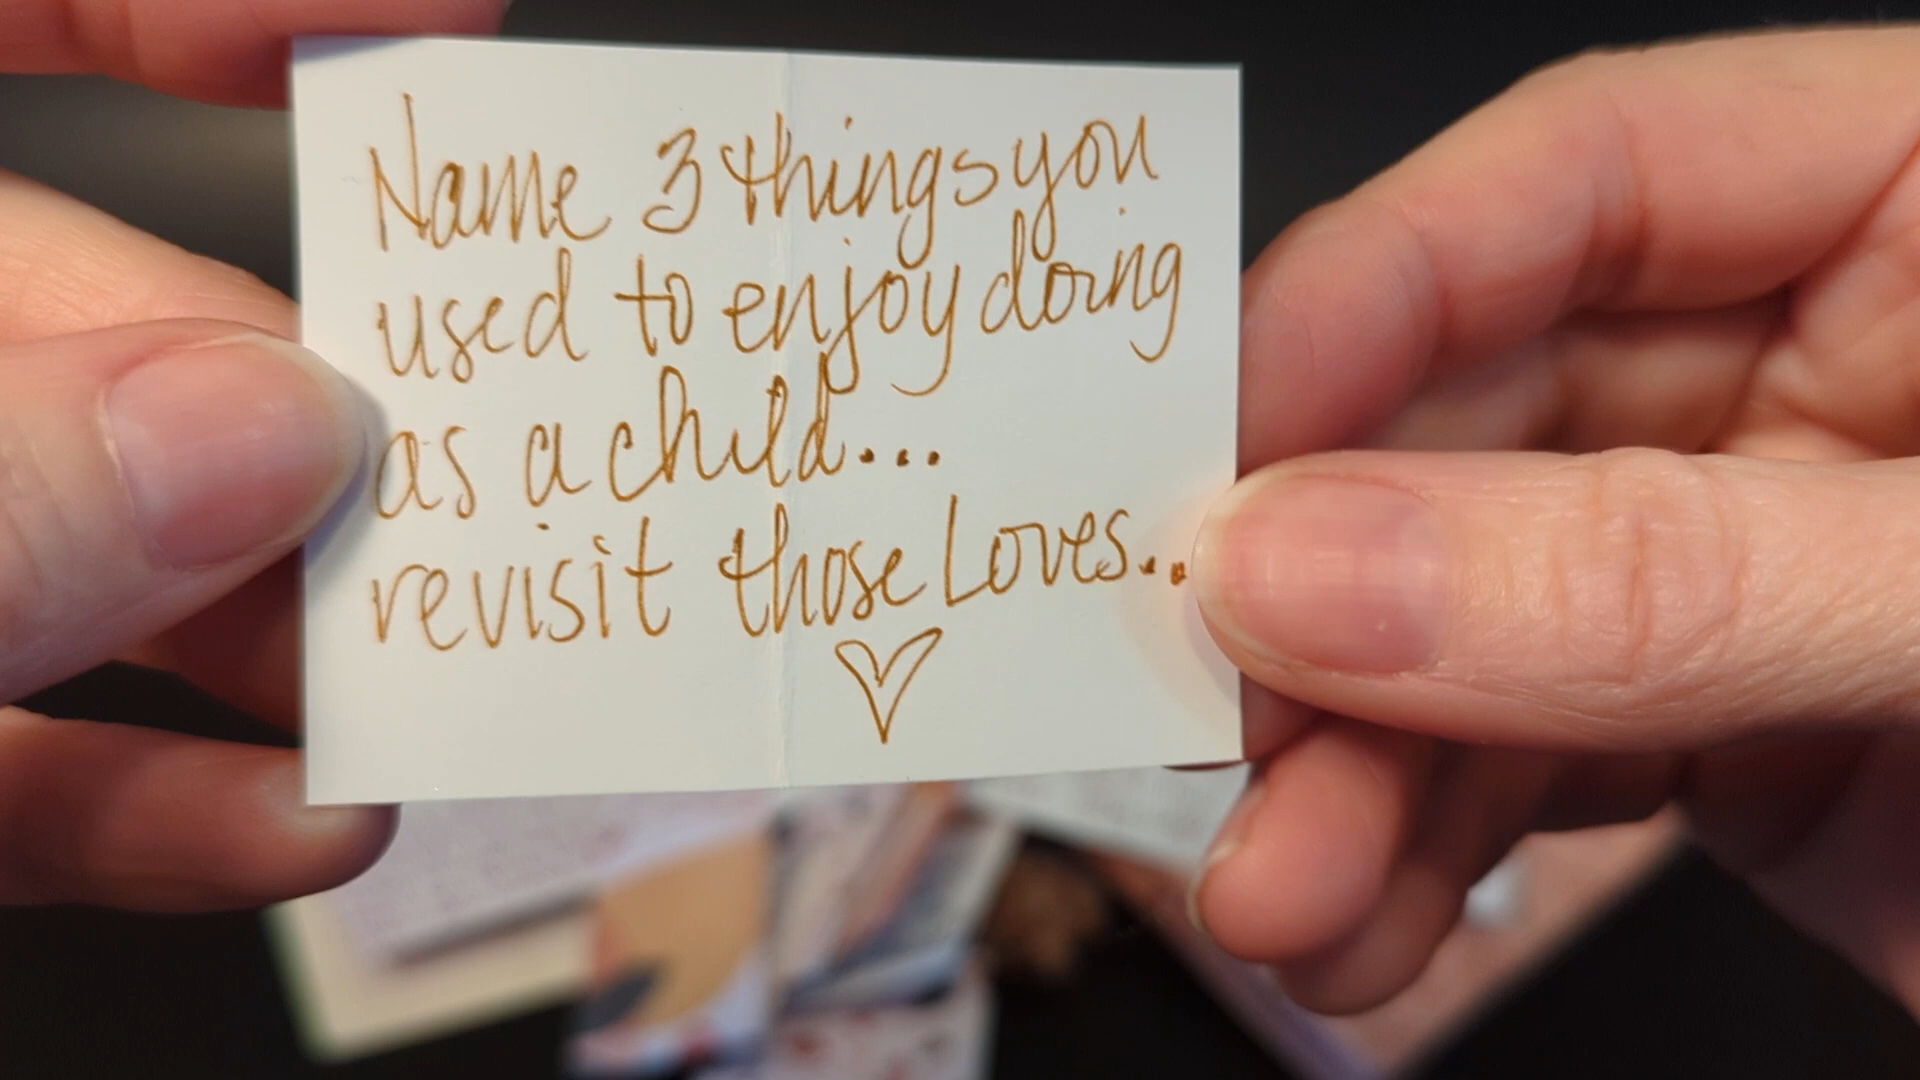 Name 3 things you
used to enjoy doing
as a child...
revisit those Loves..